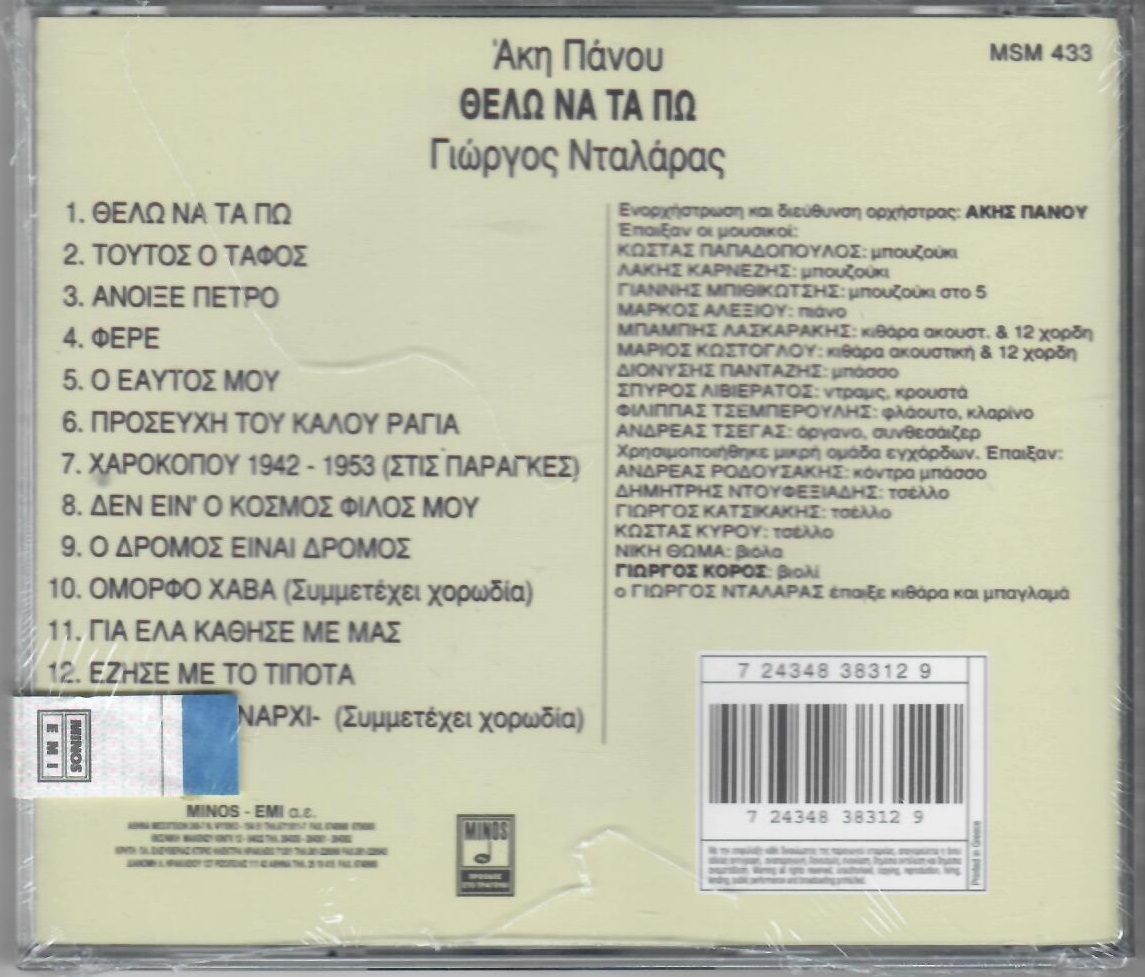 Άκη Πάνου
ΘΕΛΩ ΝΑ ΤΑ ΠΩ
Γιώργος Νταλάρας
MSM 433
1. ΘΕΛΩ ΝΑ ΤΑ ΠΩ
2. ΤΟΥΤΟΣ Ο ΤΑΦΟΣ
3. ΑΝΟΙΞΕ ΠΕΤΡΟ
4. ΦΕΡΕ
5. Ο ΕΑΥΤΟΣ ΜΟΥ
6. ΠΡΟΣΕΥΧΗ ΤΟΥ ΚΑΛΟΥ ΡΑΓΙΑ
7. ΧΑΡΟΚΟΠΟΥ 1942 - 1953 (ΣΤΙΣ ΠΑΡΑΓΚΕΣ)
8. ΔΕΝ ΕΙΝ' Ο ΚΟΣΜΟΣ ΦΙΛΟΣ ΜΟΥ
9. Ο ΔΡΟΜΟΣ ΕΙΝΑΙ ΔΡΟΜΟΣ
10. ΟΜΟΡΦΟ ΧΑΒΑ (Συμμετέχει χορωδία)
11. ΓΙΑ ΕΛΑ ΚΑΘΗΣΕ ΜΕ ΜΑΣ
12. ΕΖΗΣΕ ΜΕ ΤΟ ΤΙΠΟΤΑ
ΝΑΡΧΙ- (Συμμετέχει χορωδία)
Ενορχήστρωση και διεύθυνση ορχήστρας: ΑΚΗΣ ΠΑΝΟΥ
Έπαιξαν οι μουσικοί:
ΚΩΣΤΑΣ ΠΑΠΑΔΟΠΟΥΛΟΣ: μπουζούκι
ΛΑΚΗΣ ΚΑΡΝΕΖΗΣ: μπουζούκι
ΓΙΑΝΝΗΣ ΜΠΙΘΙΚΩΤΣΗΣ: μπουζούκι στο 5
ΜΑΡΚΟΣ ΑΛΕΞΙΟΥ: πιάνο
ΜΠΑΜΠΗΣ ΛΑΣΚΑΡΑΚΗΣ: κιθάρα ακουστ. & 12 χορδη
ΜΑΡΙΟΣ ΚΩΣΤΟΓΛΟΥ: κιθάρα ακουστική & 12 χορδη
ΔΙΟΝΥΣΗΣ ΠΑΝΤΑΖΗΣ: μπάσσο
ΣΠΥΡΟΣ ΛΙΒΙΕΡΑΤΟΣ: ντραμς, κρουστά
ΦΙΛΙΠΠΑΣ ΤΣΕΜΠΕΡΟΥΛΗΣ: φλάουτο, κλαρίνο
ΑΝΔΡΕΑΣ ΤΣΕΓΑΣ: όργανο, συνθεσάιζερ
Χρησιμοποιήθηκε μικρή ομάδα εγχόρδων. Έπαιξαν:
ΑΝΔΡΕΑΣ ΡΟΔΟΥΣΑΚΗΣ: κόντρα μπάσσο
ΔΗΜΗΤΡΗΣ ΝΤΟΥΦΕΞΙΑΔΗΣ: τσέλλο
ΓΙΩΡΓΟΣ ΚΑΤΣΙΚΑΚΗΣ: τσέλλο
ΚΩΣΤΑΣ ΚΥΡΟΥ: τσέλλο
ΝΙΚΗ ΘΩΜΑ: βιόλα
ΓΙΩΡΓΟΣ ΚΟΡΟΣ: βιολί
ο ΓΙΩΡΓΟΣ ΝΤΑΛΑΡΑΣ έπαιξε κιθάρα και μπαγλαμά
7 24348 38312 9
7 24348 38312 9
Printed in Greece
MINOS
EMI
MINOS - EMI α.ε.
MINOS